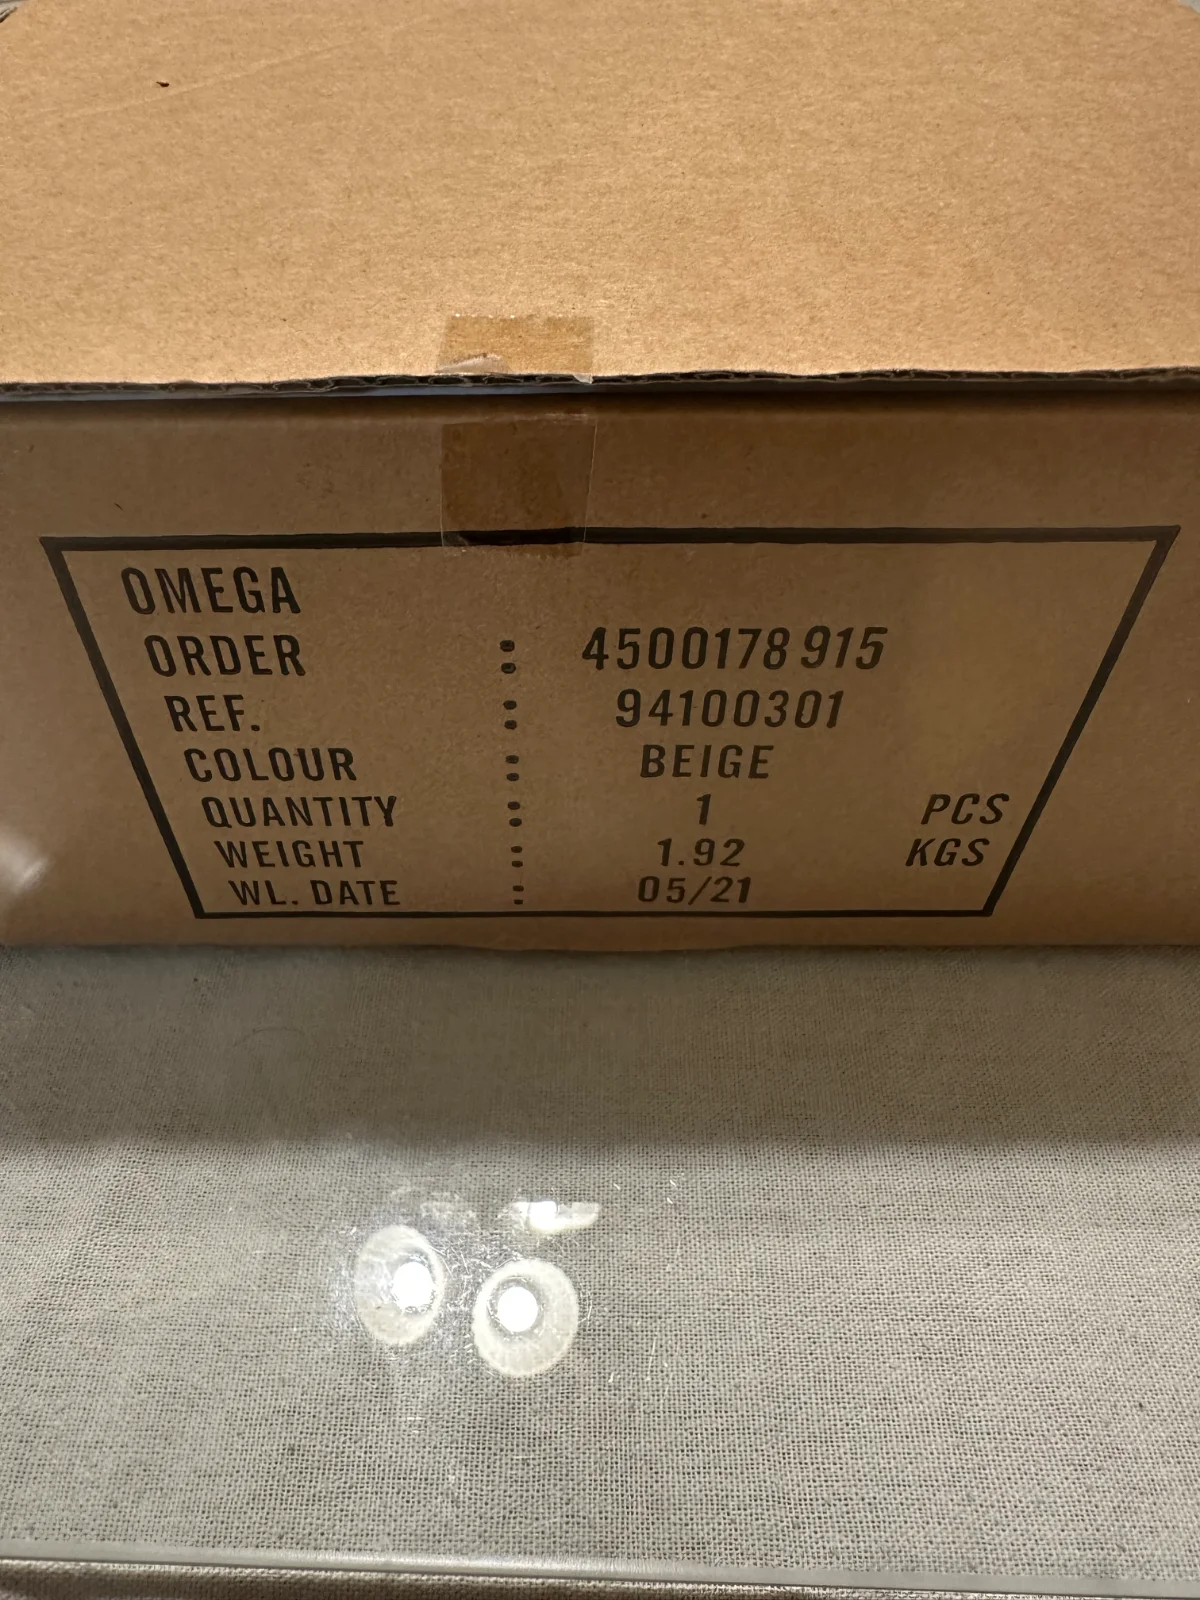 OMEGA
ORDER : 4500178 915
REF. : 94100301
COLOUR : BEIGE
QUANTITY : 1 PCS
WEIGHT : 1.92 KGS
WL. DATE : 05/21